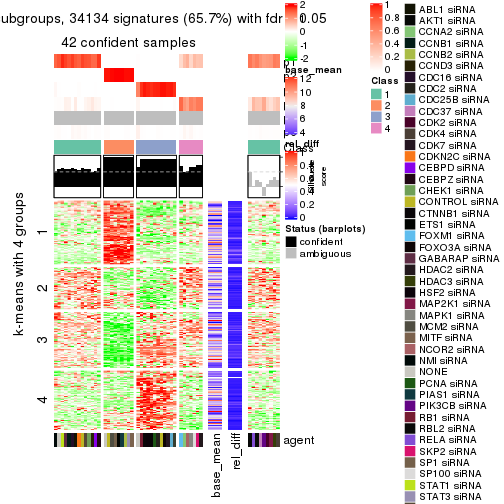 ubgroups, 34134 signatures (65.7%) with fdr 0.05
42 confident samples
p1
Class
silhouette
score
1
2
3
4
k-means with 4 groups
base_mean
rel_diff
agent
2
1
0
-1
-2
base_mean
12
10
8
6
4
rel_diff
1
0.5
0
Status (barplots)
confident
ambiguous
1
0.8
0.6
0.4
0.2
0
Class
1
2
3
4
ABL1 siRNA
AKT1 siRNA
CCNA2 siRNA
CCNB1 siRNA
CCNB2 siRNA
CCND3 siRNA
CDC16 siRNA
CDC2 siRNA
CDC25B siRNA
CDC37 siRNA
CDK2 siRNA
CDK4 siRNA
CDK7 siRNA
CDKN2C siRNA
CEBPD siRNA
CEBPZ siRNA
CHEK1 siRNA
CONTROL siRNA
CTNNB1 siRNA
ETS1 siRNA
FOXM1 siRNA
FOXO3A siRNA
GABARAP siRNA
HDAC2 siRNA
HDAC3 siRNA
HSF2 siRNA
MAP2K1 siRNA
MAPK1 siRNA
MCM2 siRNA
MITF siRNA
NCOR2 siRNA
NMI siRNA
NONE
PCNA siRNA
PIAS1 siRNA
PIK3CB siRNA
RB1 siRNA
RBL2 siRNA
RELA siRNA
SKP2 siRNA
SP1 siRNA
SP100 siRNA
STAT1 siRNA
STAT3 siRNA